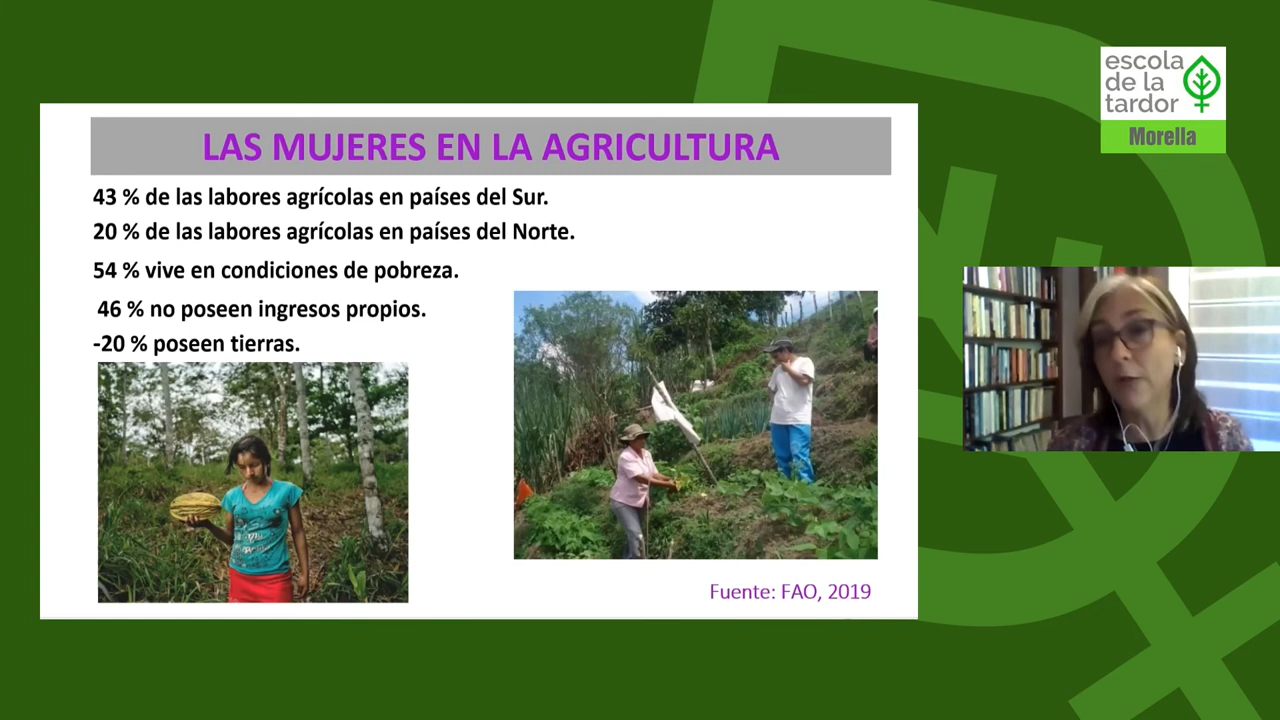 escola
de la
tardor
Morella
LAS MUJERES EN LA AGRICULTURA
43 % de las labores agrícolas en países del Sur.
20 % de las labores agrícolas en países del Norte.
54 % vive en condiciones de pobreza.
46 % no poseen ingresos propios.
-20 % poseen tierras.
Fuente: FAO, 2019